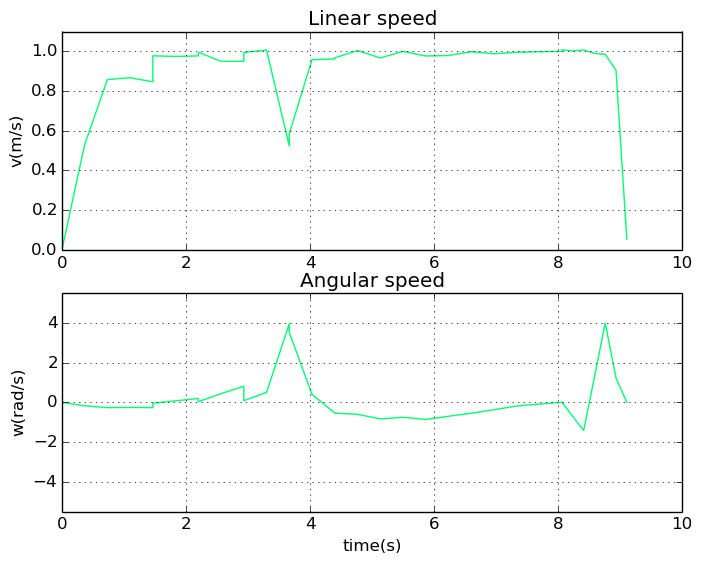 Linear speed
1.0
0.8
0.6
0.4
0.2
0.0
v(m/s)
0 2 4 6 8 10
Angular speed
4
2
0
−2
−4
w(rad/s)
0 2 4 6 8 10
time(s)